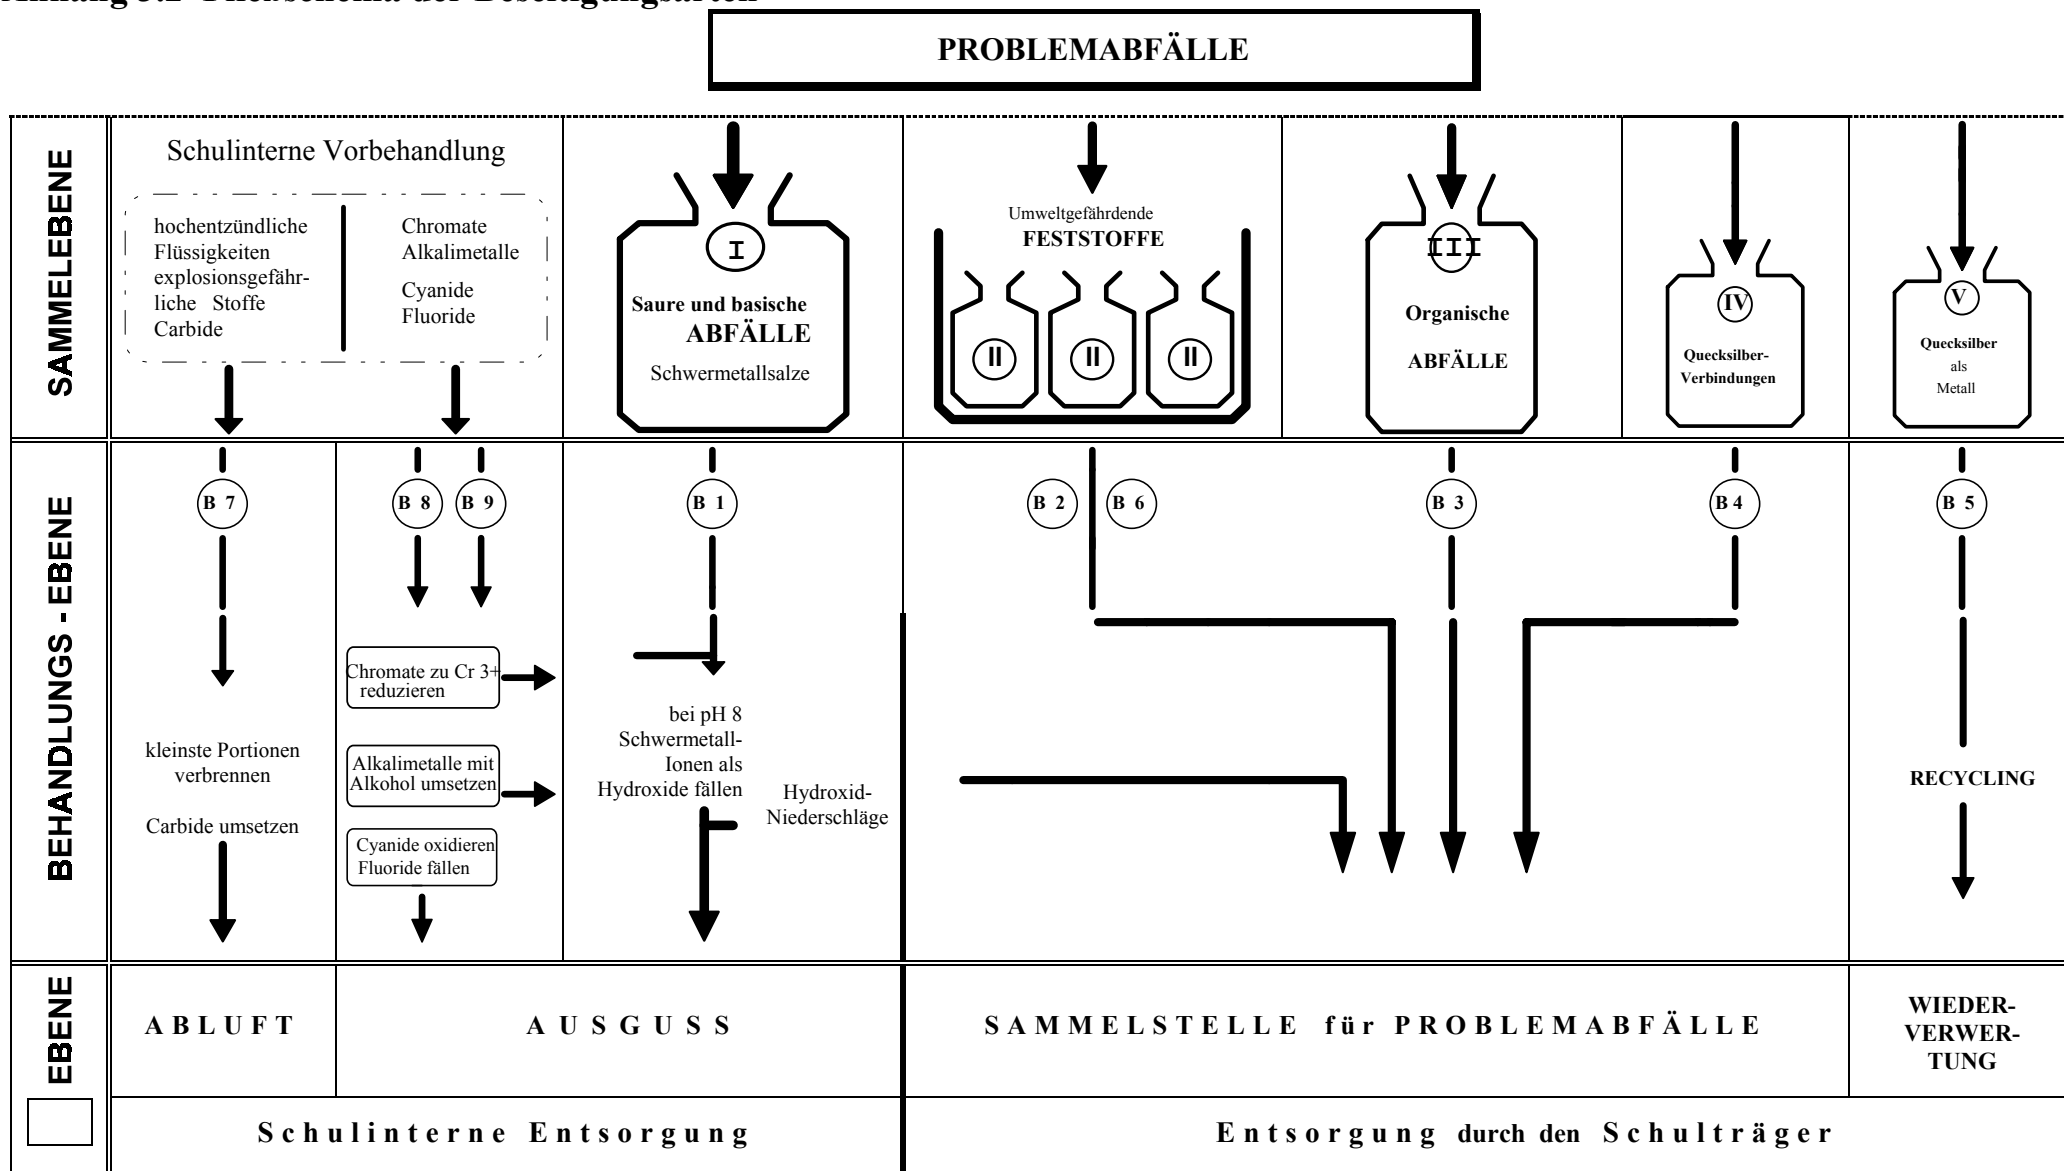 PROBLEMABFÄLLE
SAMMELEBENE
Schulinterne Vorbehandlung
hochentzündliche
Flüssigkeiten
explosionsgefähr-
liche Stoffe
Carbide
Chromate
Alkalimetalle
Cyanide
Fluoride
I
Saure und basische
ABFÄLLE
Schwermetallsalze
Umweltgefährdende
FESTSTOFFE
II
II
II
III
Organische
ABFÄLLE
IV
Quecksilber-
Verbindungen
V
Quecksilber
als
Metall
BEHANDLUNGS - EBENE
B 7
B 8
B 9
B 1
B 2
B 6
B 3
B 4
B 5
kleinste Portionen
verbrennen
Carbide umsetzen
Chromate zu Cr 3+
reduzieren
Alkalimetalle mit
Alkohol umsetzen
Cyanide oxidieren
Fluoride fällen
bei pH 8
Schwermetall-
Ionen als
Hydroxide fällen
Hydroxid-
Niederschläge
RECYCLING
EBENE
ABLUFT
AUSGUSS
SAMMELSTELLE für PROBLEMABFÄLLE
WIEDER-
VERWER-
TUNG
Schulinterne Entsorgung
Entsorgung durch den Schulträger